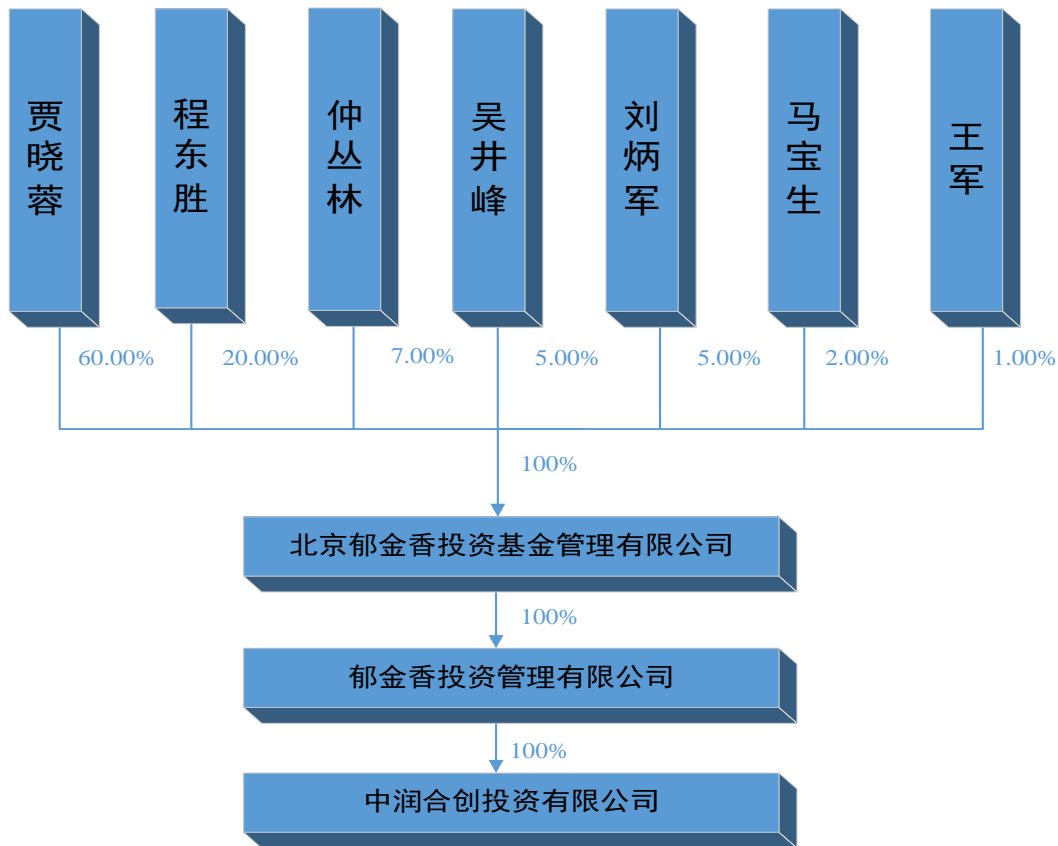 贾晓蓉
程东胜
仲丛林
吴井峰
刘炳军
马宝生
王军
60.00%
20.00%
7.00%
5.00%
5.00%
2.00%
1.00%
100%
北京郁金香投资基金管理有限公司
100%
郁金香投资管理有限公司
100%
中润合创投资有限公司